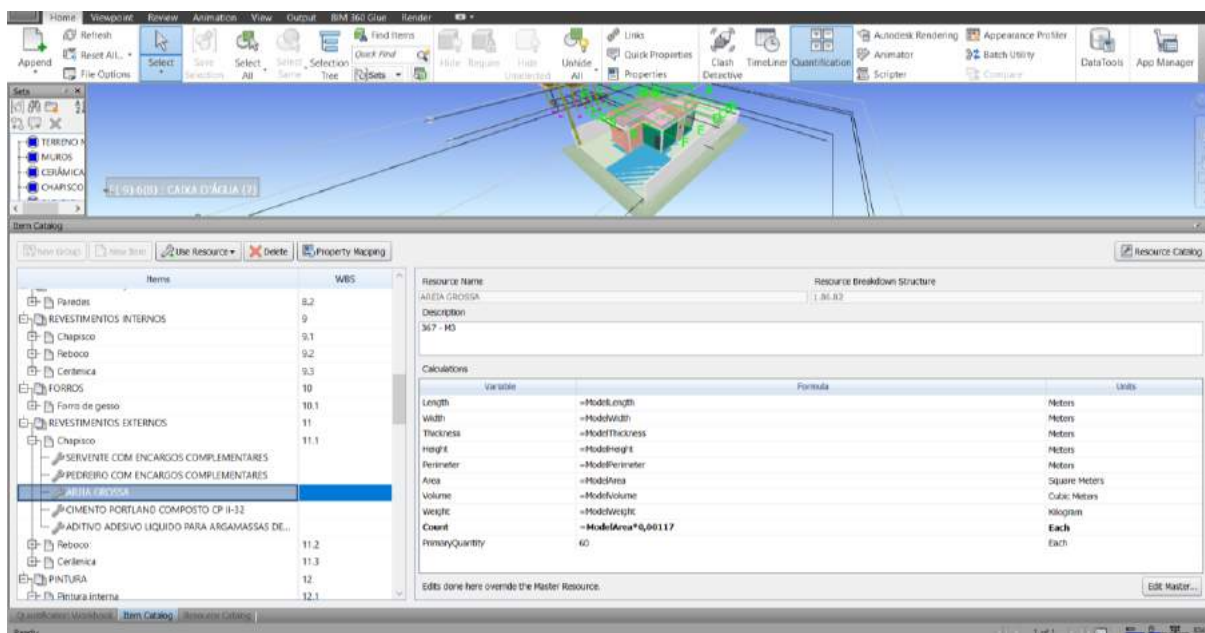 Home Viewpoint Review Animation View Output BIM 360 Glue Render
Refresh
Reset All...
File Options
Append
Select
Save Selection
Select All
Select Same
Selection Tree
Find Items
Quick Find
Sets
Hide
Require
Hide Unselected
Unhide All
Links
Quick Properties
Properties
Clash Detective
TimeLiner
Quantification
Autodesk Rendering
Animator
Scripter
Appearance Profiler
Batch Utility
Compare
DataTools
App Manager
Sets
TERRENO N
MUROS
CERÂMICA
CHAPISCO
CAIXA D'ÁGUA (2)
Item Catalog
New Group New Item Use Resource Delete Property Mapping Resource Catalog
Items WBS
Paredes 8.2
REVESTIMENTOS INTERNOS 9
Chapisco 9.1
Reboco 9.2
Cerâmica 9.3
FORROS 10
Forro de gesso 10.1
REVESTIMENTOS EXTERNOS 11
Chapisco 11.1
SERVENTE COM ENCARGOS COMPLEMENTARES
PEDREIRO COM ENCARGOS COMPLEMENTARES
AREIA GROSSA
CIMENTO PORTLAND COMPOSTO CP II-32
ADITIVO ADESIVO LIQUIDO PARA ARGAMASSAS DE...
Reboco 11.2
Cerâmica 11.3
PINTURA 12
Pintura interna 12.1
Resource Name Resource Breakdown Structure
AREIA GROSSA 1.86.82
Description
367 - M3
Calculations
Variable Formula Units
Length =ModelLength Meters
Width =ModelWidth Meters
Thickness =ModelThickness Meters
Height =ModelHeight Meters
Perimeter =ModelPerimeter Meters
Area =ModelArea Square Meters
Volume =ModelVolume Cubic Meters
Weight =ModelWeight Kilogram
Count =ModelArea*0,00117 Each
PrimaryQuantity 60 Each
Edits done here override the Master Resource. Edit Master...
Quantification Workbook Item Catalog Resource Catalog
Ready
1 of 1